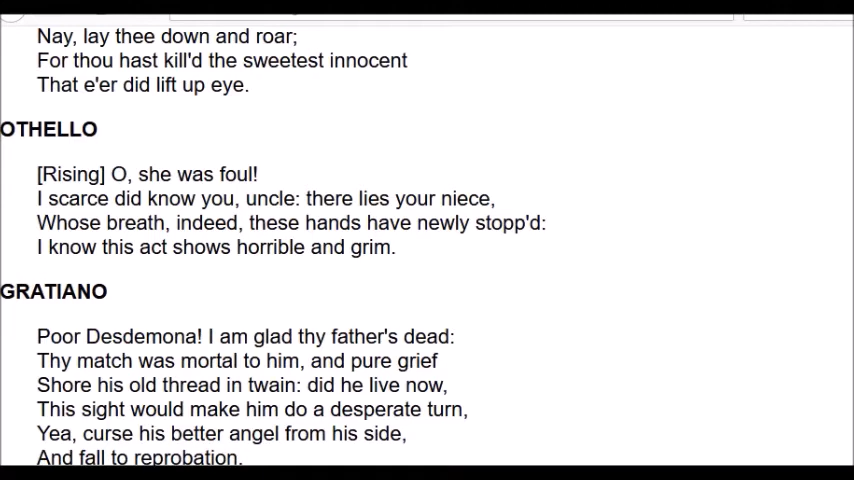 Nay, lay thee down and roar;
For thou hast kill'd the sweetest innocent
That e'er did lift up eye.
OTHELLO
[Rising] O, she was foul!
I scarce did know you, uncle: there lies your niece,
Whose breath, indeed, these hands have newly stopp'd:
I know this act shows horrible and grim.
GRATIANO
Poor Desdemona! I am glad thy father's dead:
Thy match was mortal to him, and pure grief
Shore his old thread in twain: did he live now,
This sight would make him do a desperate turn,
Yea, curse his better angel from his side,
And fall to reprobation.